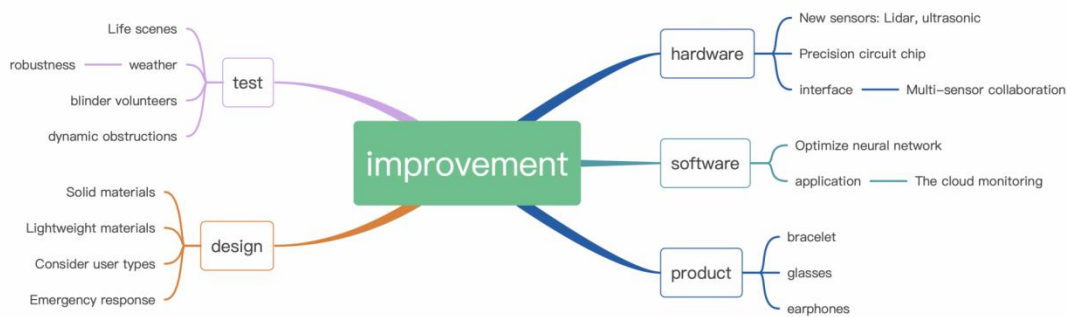 improvement
test
Life scenes
robustness
weather
blinder volunteers
dynamic obstructions
design
Solid materials
Lightweight materials
Consider user types
Emergency response
hardware
New sensors: Lidar, ultrasonic
Precision circuit chip
interface
Multi-sensor collaboration
software
Optimize neural network
application
The cloud monitoring
product
bracelet
glasses
earphones